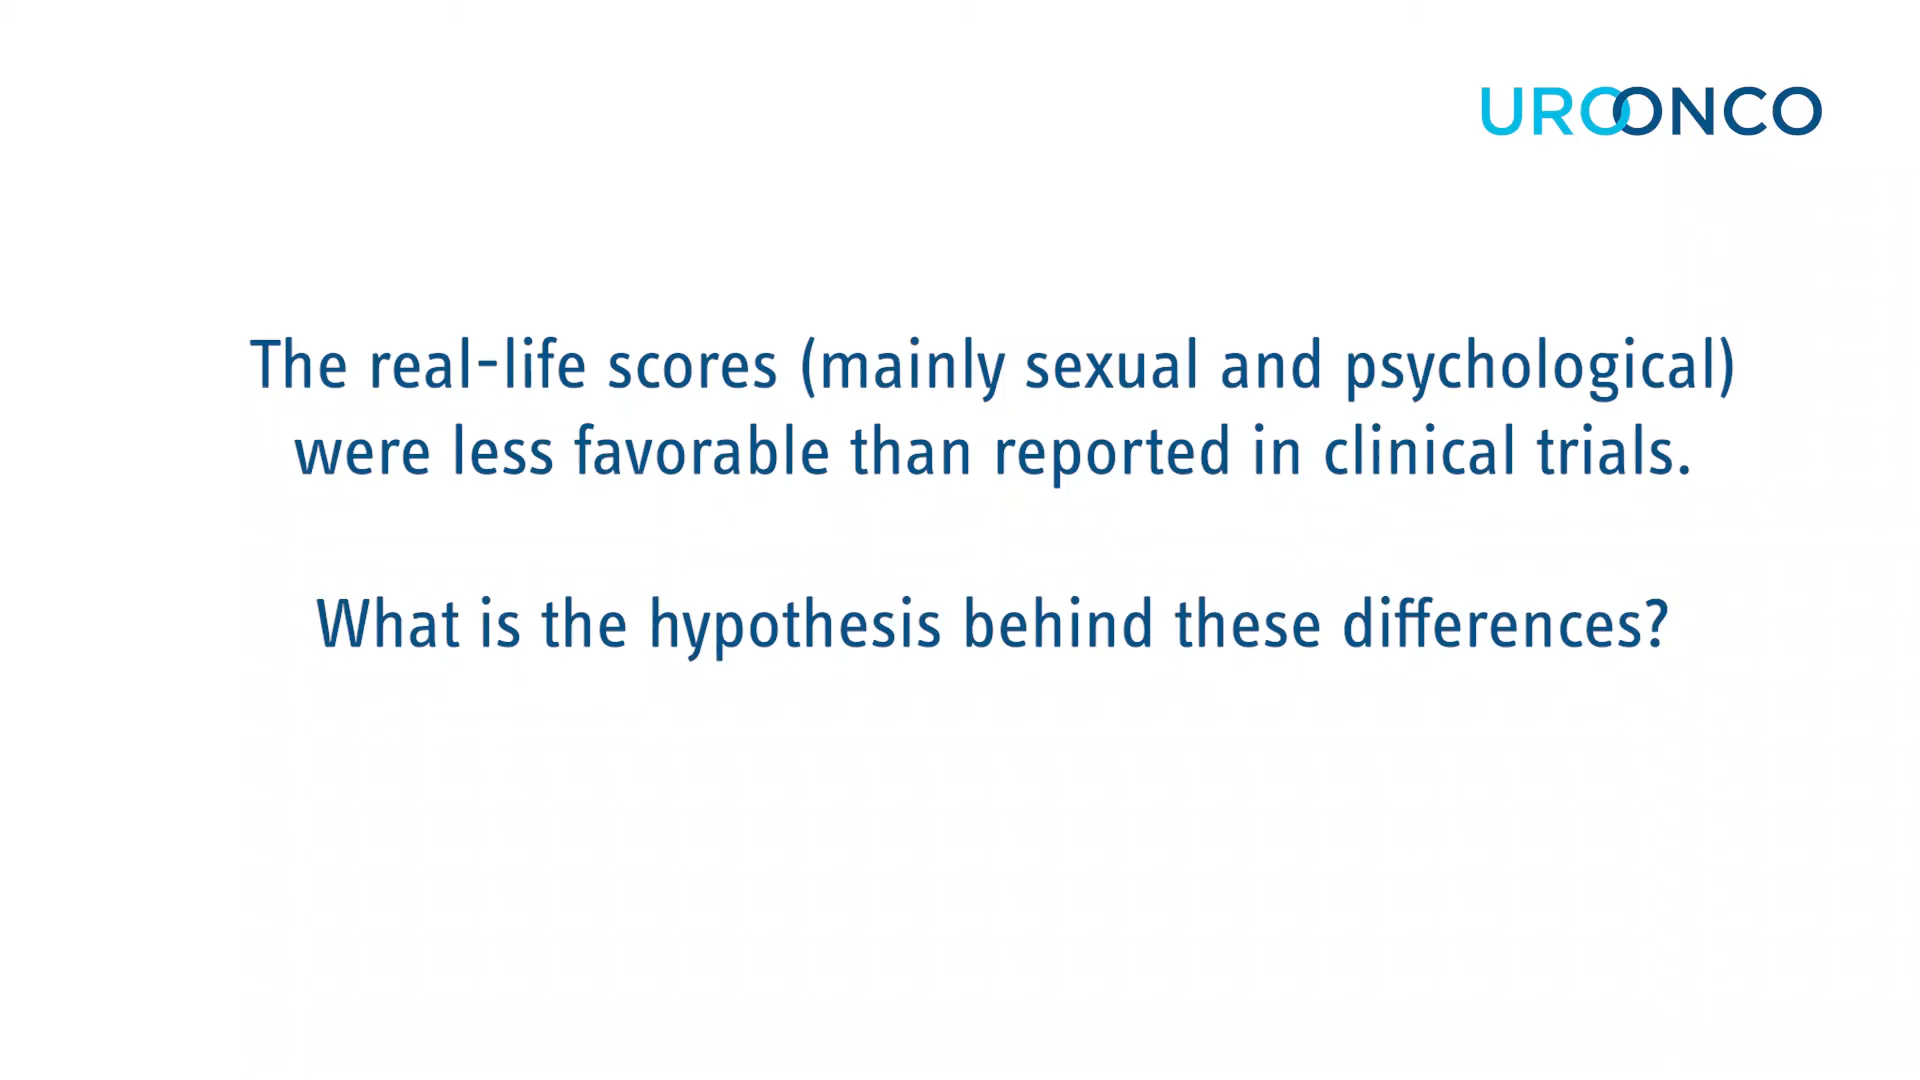 UROONCO
The real-life scores (mainly sexual and psychological)
were less favorable than reported in clinical trials.
What is the hypothesis behind these differences?